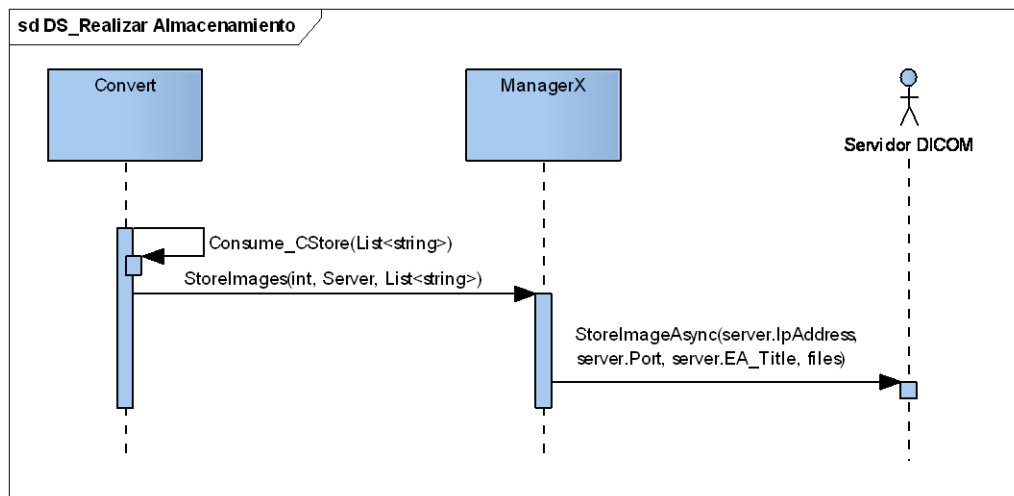 sd DS_Realizar Almacenamiento
Convert
ManagerX
Servidor DICOM
Consume_CStore(List<string>)
StoreImages(int, Server, List<string>)
StoreImageAsync(server.IpAddress,
server.Port, server.EA_Title, files)